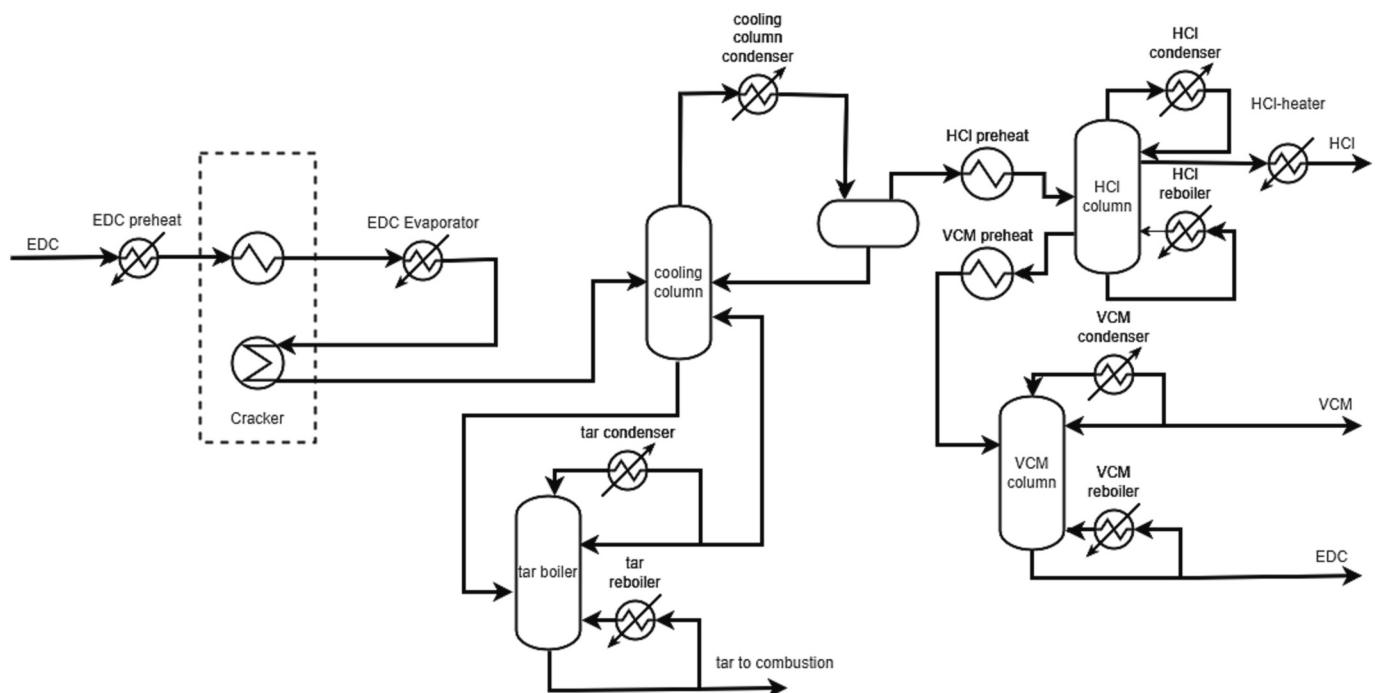 cooling
column
condenser
HCl
condenser
HCl-heater
HCl
HCl preheat
HCl
column
HCl
reboiler
EDC preheat
EDC
EDC Evaporator
VCM preheat
cooling
column
Cracker
VCM
condenser
VCM
VCM
column
VCM
reboiler
EDC
tar condenser
tar boiler
tar
reboiler
tar to combustion